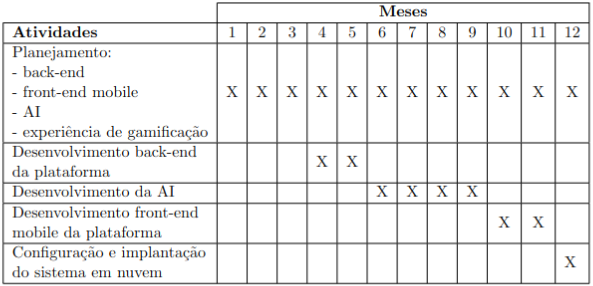 Meses
Atividades 1 2 3 4 5 6 7 8 9 10 11 12
Planejamento:
- back-end
- front-end mobile X X X X X X X X X X X X
- AI
- experiência de gamificação
Desenvolvimento back-end
da plataforma X X
Desenvolvimento da AI X X X X
Desenvolvimento front-end
mobile da plataforma X X
Configuração e implantação
do sistema em nuvem X